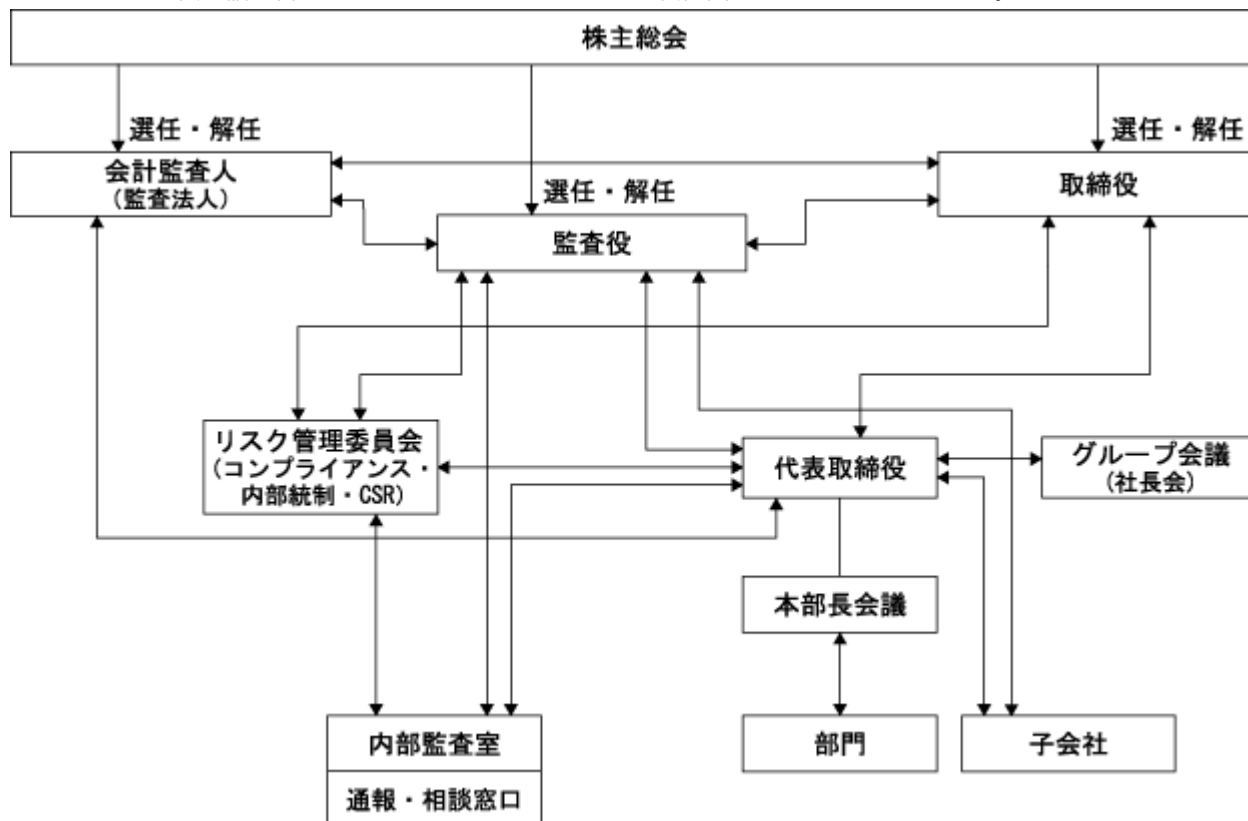 株主総会
選任・解任
選任・解任
会計監査人
(監査法人)
取締役
選任・解任
監査役
リスク管理委員会
(コンプライアンス・
内部統制・CSR)
代表取締役
グループ会議
(社長会)
本部長会議
内部監査室
部門
子会社
通報・相談窓口